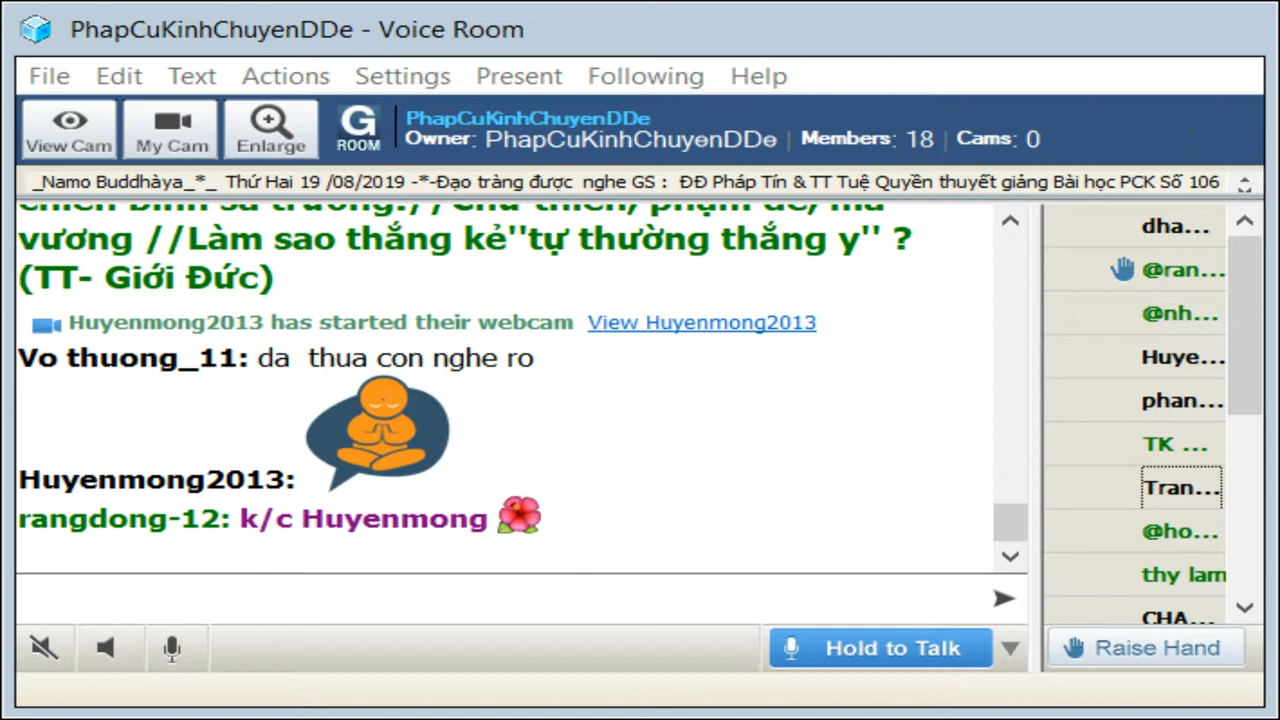 PhapCuKinhChuyenDDe - Voice Room
File Edit Text Actions Settings Present Following Help
View Cam My Cam Enlarge G ROOM
PhapCuKinhChuyenDDe
Owner: PhapCuKinhChuyenDDe | Members: 18 | Cams: 0
_Namo Buddhàya_*_ Thứ Hai 19 /08/2019 -*-Đạo tràng được nghe GS : ĐĐ Pháp Tín & TT Tuệ Quyền thuyết giảng Bài học PCK Số 106
vương //Làm sao thắng kẻ''tự thường thắng y'' ?
(TT- Giới Đức)
Huyenmong2013 has started their webcam View Huyenmong2013
Vo thuong_11: da thua con nghe ro
Huyenmong2013:
rangdong-12: k/c Huyenmong
dha...
@ran...
@nh...
Huye...
phan...
TK ...
Tran...
@ho...
thy lam
CHA...
Hold to Talk
Raise Hand